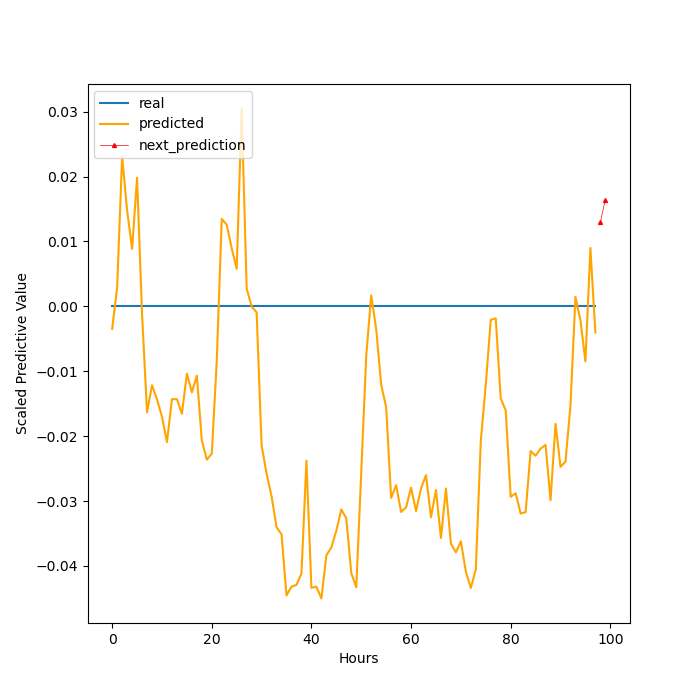 real
predicted
next_prediction
0.03
0.02
0.01
0.00
−0.01
−0.02
−0.03
−0.04
Scaled Predictive Value
0 20 40 60 80 100
Hours